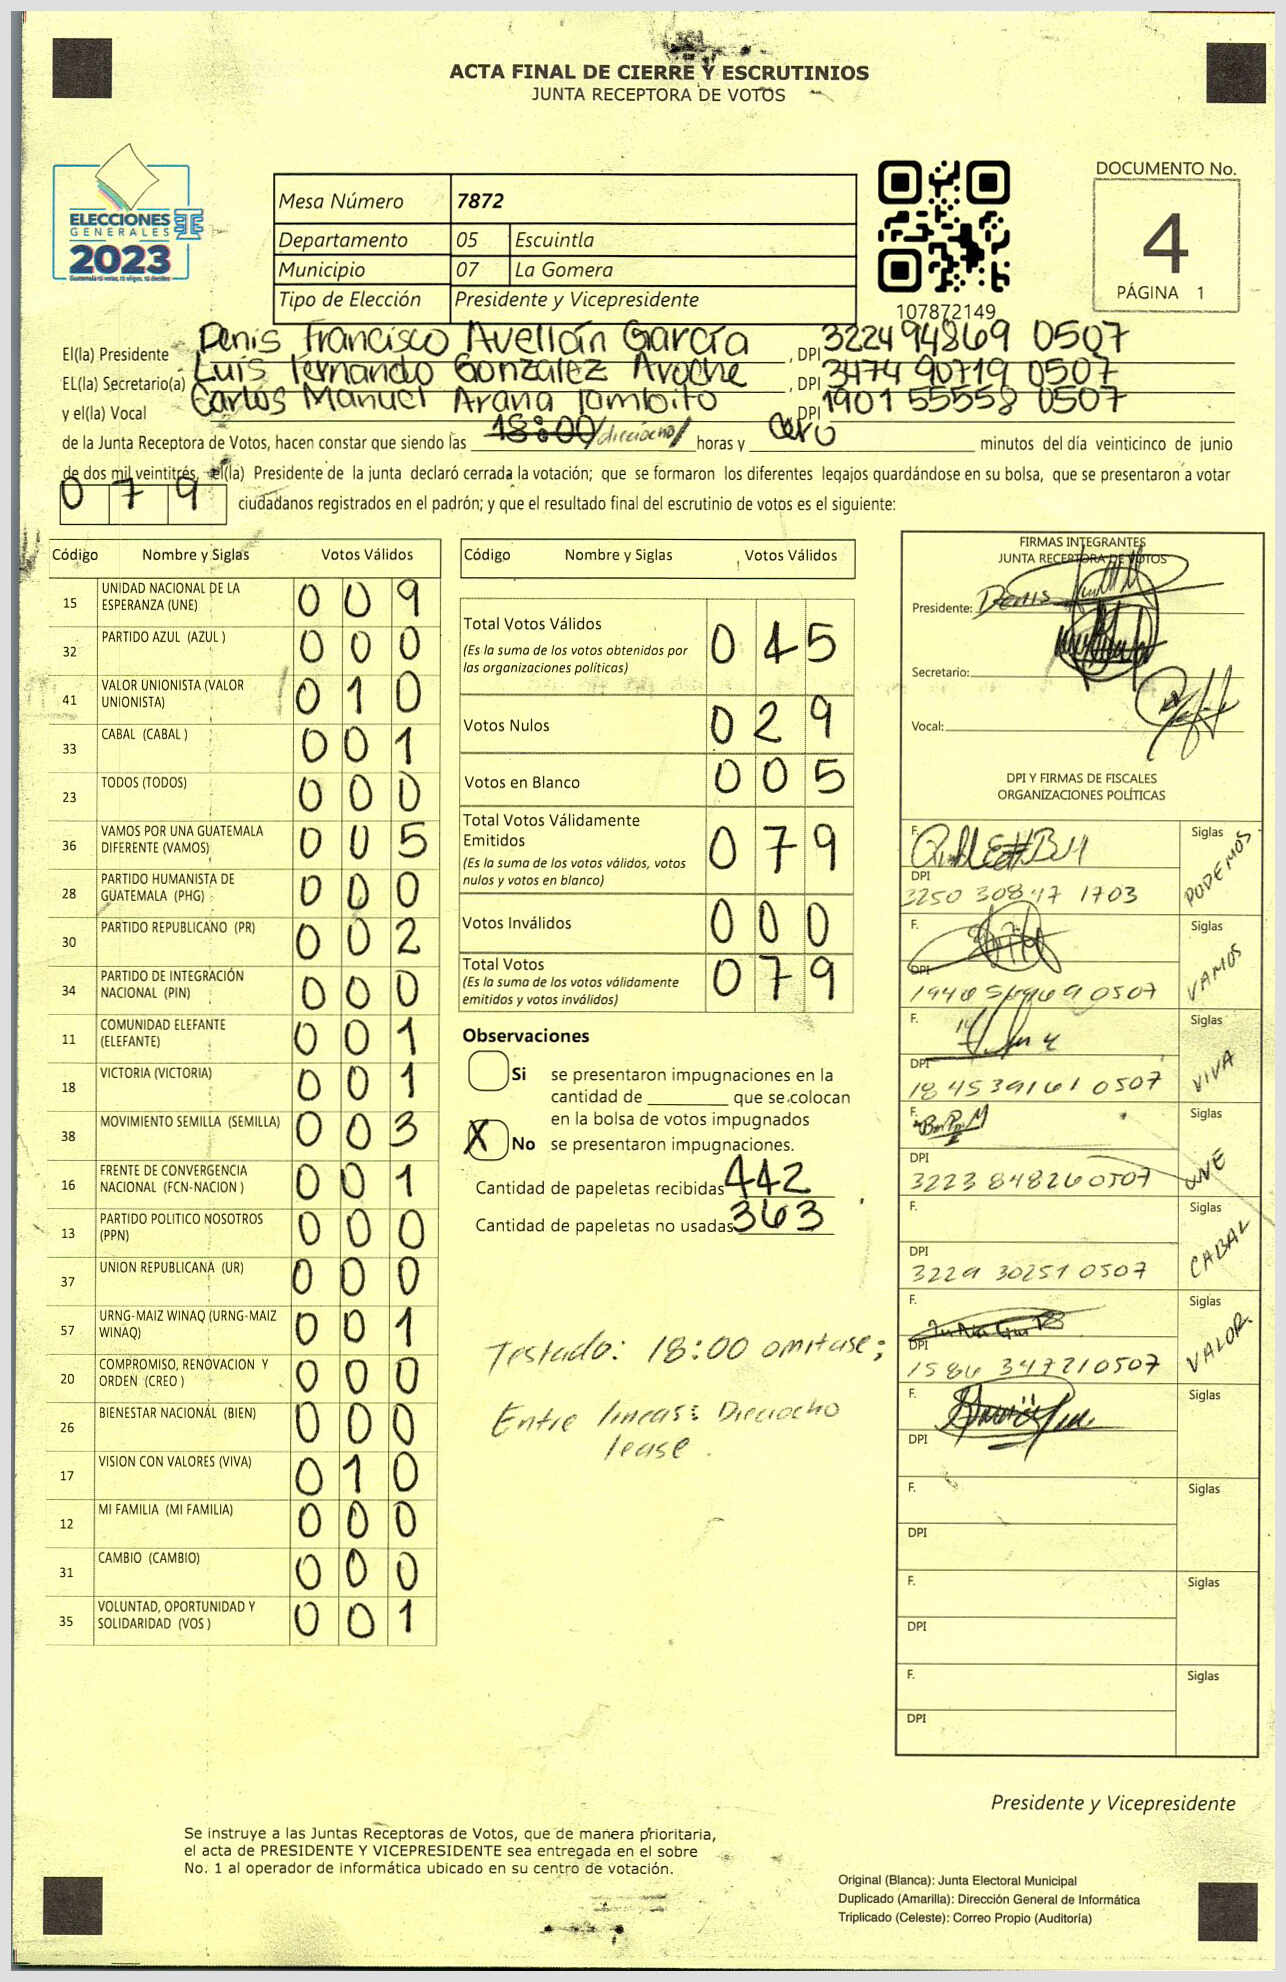 ACTA FINAL DE CIERRE Y ESCRUTINIOS
JUNTA RECEPTORA DE VOTOS
ELECCIONES
GENERALES
2023
Mesa Número 7872
Departamento 05 Escuintla
Municipio 07 La Gomera
Tipo de Elección Presidente y Vicepresidente
107872149
DOCUMENTO No.
4
PÁGINA 1
El(la) Presidente Denis Francisco Avellán García , DPI 322494869 0507
EL(la) Secretario(a) Luis Fernando González Aroche , DPI 3474 90719 0507
y el(la) Vocal Carlos Manuel Arana Tambito , DPI 1901 55558 0507
de la Junta Receptora de Votos, hacen constar que siendo las 18:00 /dieciocho/ horas y cero minutos del día veinticinco de junio
de dos mil veintitrés, el(la) Presidente de la junta declaró cerrada la votación; que se formaron los diferentes legajos guardándose en su bolsa, que se presentaron a votar
0 7 9 ciudadanos registrados en el padrón; y que el resultado final del escrutinio de votos es el siguiente:
Código Nombre y Siglas Votos Válidos
15 UNIDAD NACIONAL DE LA ESPERANZA (UNE) 0 0 9
32 PARTIDO AZUL (AZUL ) 0 0 0
41 VALOR UNIONISTA (VALOR UNIONISTA) 0 1 0
33 CABAL (CABAL ) 0 0 1
23 TODOS (TODOS) 0 0 0
36 VAMOS POR UNA GUATEMALA DIFERENTE (VAMOS) 0 0 5
28 PARTIDO HUMANISTA DE GUATEMALA (PHG) 0 0 0
30 PARTIDO REPUBLICANO (PR) 0 0 2
34 PARTIDO DE INTEGRACIÓN NACIONAL (PIN) 0 0 0
11 COMUNIDAD ELEFANTE (ELEFANTE) 0 0 1
18 VICTORIA (VICTORIA) 0 0 1
38 MOVIMIENTO SEMILLA (SEMILLA) 0 0 3
16 FRENTE DE CONVERGENCIA NACIONAL (FCN-NACION ) 0 0 1
13 PARTIDO POLITICO NOSOTROS (PPN) 0 0 0
37 UNION REPUBLICANA (UR) 0 0 0
57 URNG-MAIZ WINAQ (URNG-MAIZ WINAQ) 0 0 1
20 COMPROMISO, RENOVACION Y ORDEN (CREO ) 0 0 0
26 BIENESTAR NACIONAL (BIEN) 0 0 0
17 VISION CON VALORES (VIVA) 0 1 0
12 MI FAMILIA (MI FAMILIA) 0 0 0
31 CAMBIO (CAMBIO) 0 0 0
35 VOLUNTAD, OPORTUNIDAD Y SOLIDARIDAD (VOS ) 0 0 1
Código Nombre y Siglas Votos Válidos
Total Votos Válidos 0 4 5
(Es la suma de los votos obtenidos por
las organizaciones políticas)
Votos Nulos 0 2 9
Votos en Blanco 0 0 5
Total Votos Válidamente
Emitidos 0 7 9
(Es la suma de los votos válidos, votos
nulos y votos en blanco)
Votos Inválidos 0 0 0
Total Votos 0 7 9
(Es la suma de los votos válidamente
emitidos y votos inválidos)
Observaciones
Si se presentaron impugnaciones en la
cantidad de ________ que se colocan
en la bolsa de votos impugnados
X No se presentaron impugnaciones.
Cantidad de papeletas recibidas 442
Cantidad de papeletas no usadas 363
Testado: 18:00 omitase;
Entre lineas: Dieciocho
lease.
FIRMAS INTEGRANTES
JUNTA RECEPTORA DE VOTOS
Presidente: Denis
Secretario:
Vocal:
DPI Y FIRMAS DE FISCALES
ORGANIZACIONES POLÍTICAS
F. Siglas PODEMOS
DPI 3250 30847 1703
F. Siglas VAMOS
DPI 0507
F. Siglas VIVA
DPI 1845391610507
F. Siglas UNE
DPI 3223 848260507
F. Siglas CABAL
DPI 3229 30251 0507
F. Siglas VALOR
DPI 1586 347210507
F. Siglas
DPI
F. Siglas
DPI
F. Siglas
DPI
F. Siglas
DPI
Presidente y Vicepresidente
Se instruye a las Juntas Receptoras de Votos, que de manera prioritaria,
el acta de PRESIDENTE Y VICEPRESIDENTE sea entregada en el sobre
No. 1 al operador de informática ubicado en su centro de votación.
Original (Blanca): Junta Electoral Municipal
Duplicado (Amarilla): Dirección General de Informática
Triplicado (Celeste): Correo Propio (Auditoría)